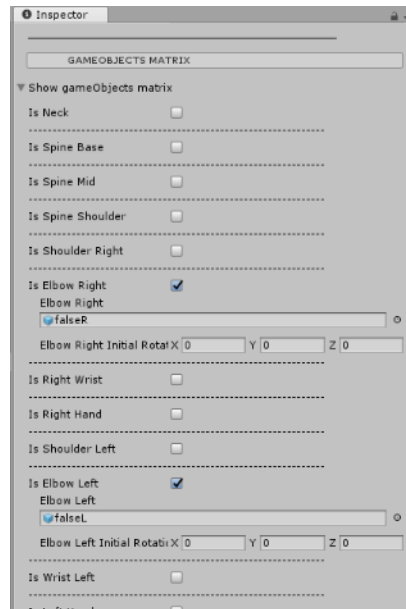 Inspector
GAMEOBJECTS MATRIX
Show gameObjects matrix
Is Neck
Is Spine Base
Is Spine Mid
Is Spine Shoulder
Is Shoulder Right
Is Elbow Right
Elbow Right
falseR
Elbow Right Initial Rotat X 0 Y 0 Z 0
Is Right Wrist
Is Right Hand
Is Shoulder Left
Is Elbow Left
Elbow Left
falseL
Elbow Left Initial Rotati X 0 Y 0 Z 0
Is Wrist Left